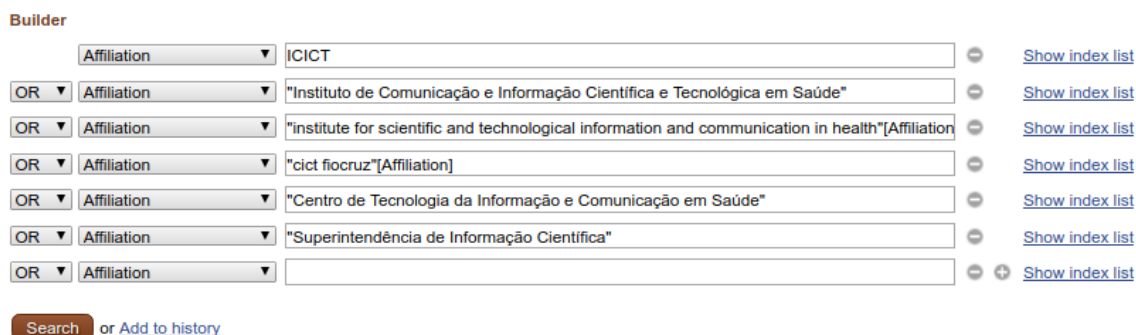 Builder
Affiliation ICICT Show index list
OR Affiliation "Instituto de Comunicação e Informação Científica e Tecnológica em Saúde" Show index list
OR Affiliation "institute for scientific and technological information and communication in health"[Affiliation Show index list
OR Affiliation "cict fiocruz"[Affiliation] Show index list
OR Affiliation "Centro de Tecnologia da Informação e Comunicação em Saúde" Show index list
OR Affiliation "Superintendência de Informação Científica" Show index list
OR Affiliation Show index list
Search or Add to history